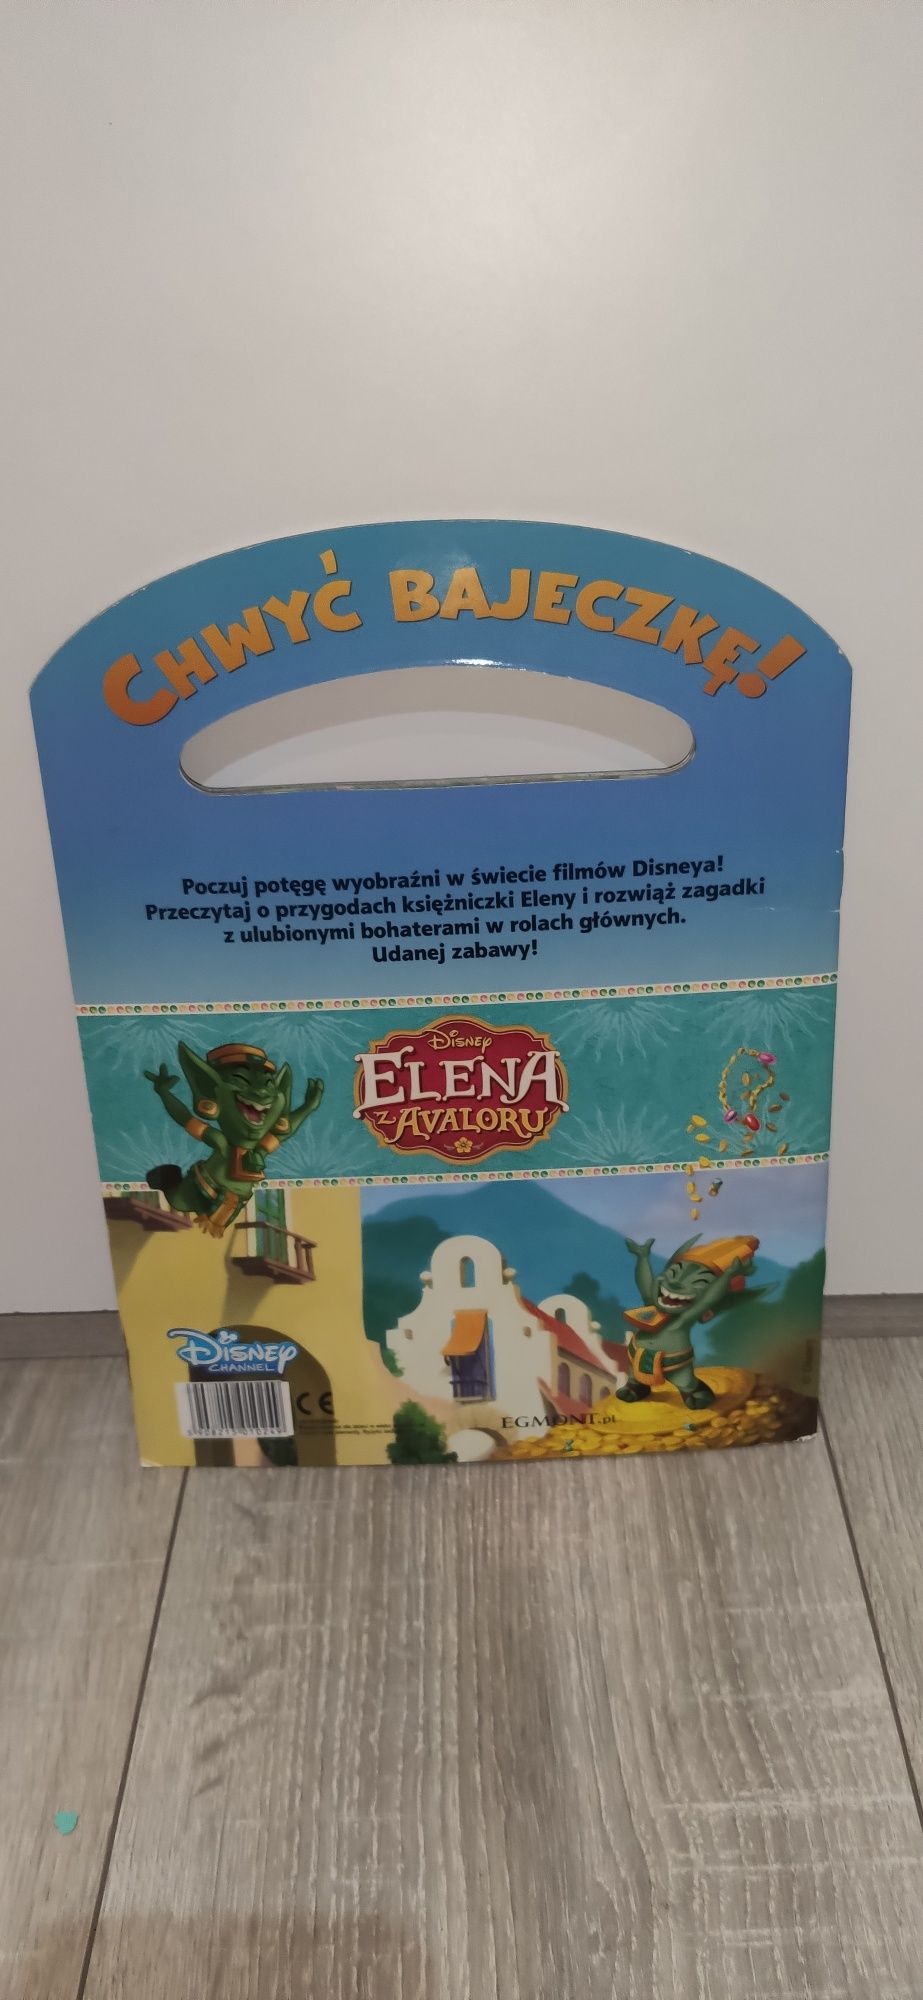 CHWYĆ BAJECZKĘ!
Poczuj potęgę wyobraźni w świecie filmów Disneya!
Przeczytaj o przygodach księżniczki Eleny i rozwiąż zagadki
z ulubionymi bohaterami w rolach głównych.
Udanej zabawy!
DISNEY
ELENA
Z AVALORU
DISNEY
CHANNEL
CE
EGMONT.pl